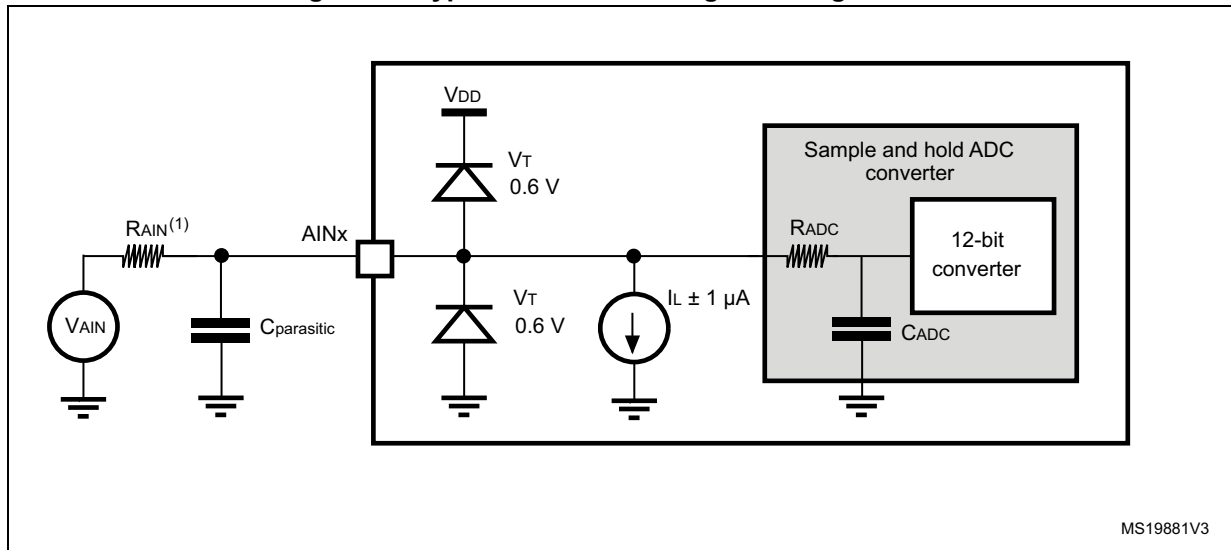 VDD
VT
0.6 V
Sample and hold ADC
converter
RAIN(1)
AINx
RADC
12-bit
converter
VT
0.6 V
IL ± 1 µA
VAIN
Cparasitic
CADC
MS19881V3